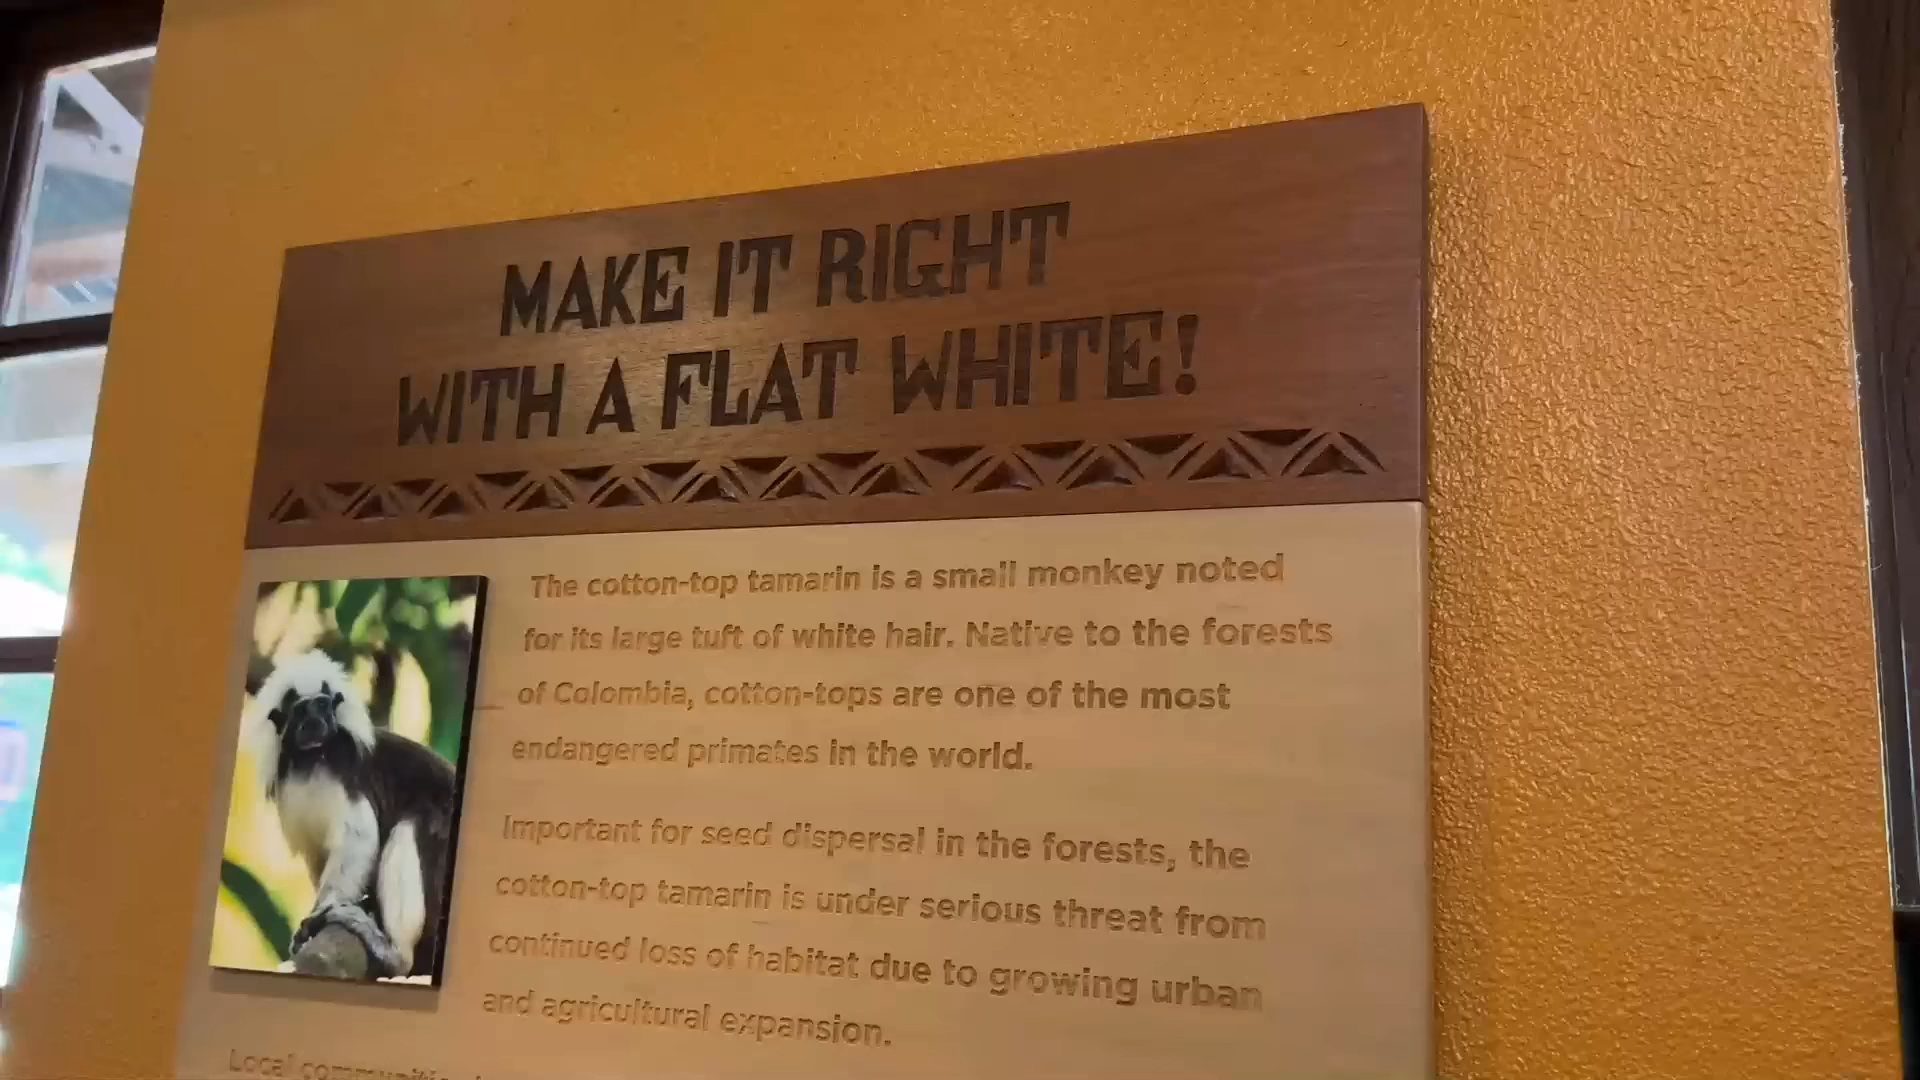 MAKE IT RIGHT
WITH A FLAT WHITE!
The cotton-top tamarin is a small monkey noted
for its large tuft of white hair. Native to the forests
of Colombia, cotton-tops are one of the most
endangered primates in the world.
Important for seed dispersal in the forests, the
cotton-top tamarin is under serious threat from
continued loss of habitat due to growing urban
and agricultural expansion.
Local